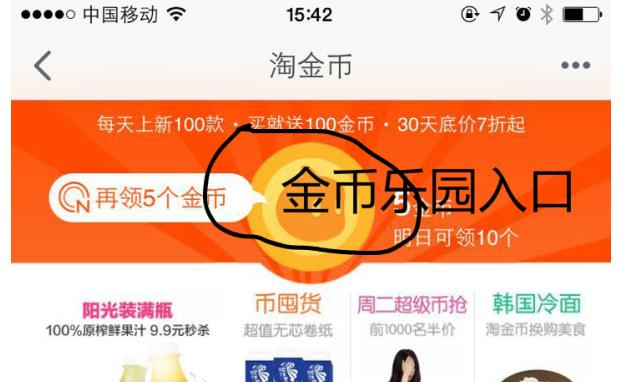 中国移动 15:42
淘金币
每天上新100款·买就送100金币·30天底价7折起
再领5个金币
金币乐园入口
5金币
明日可领10个
阳光装满瓶 币囤货 周二超级币抢 韩国冷面
100%原榨鲜果汁 9.9元秒杀 超值无芯卷纸 前1000名半价 淘金币换购美食